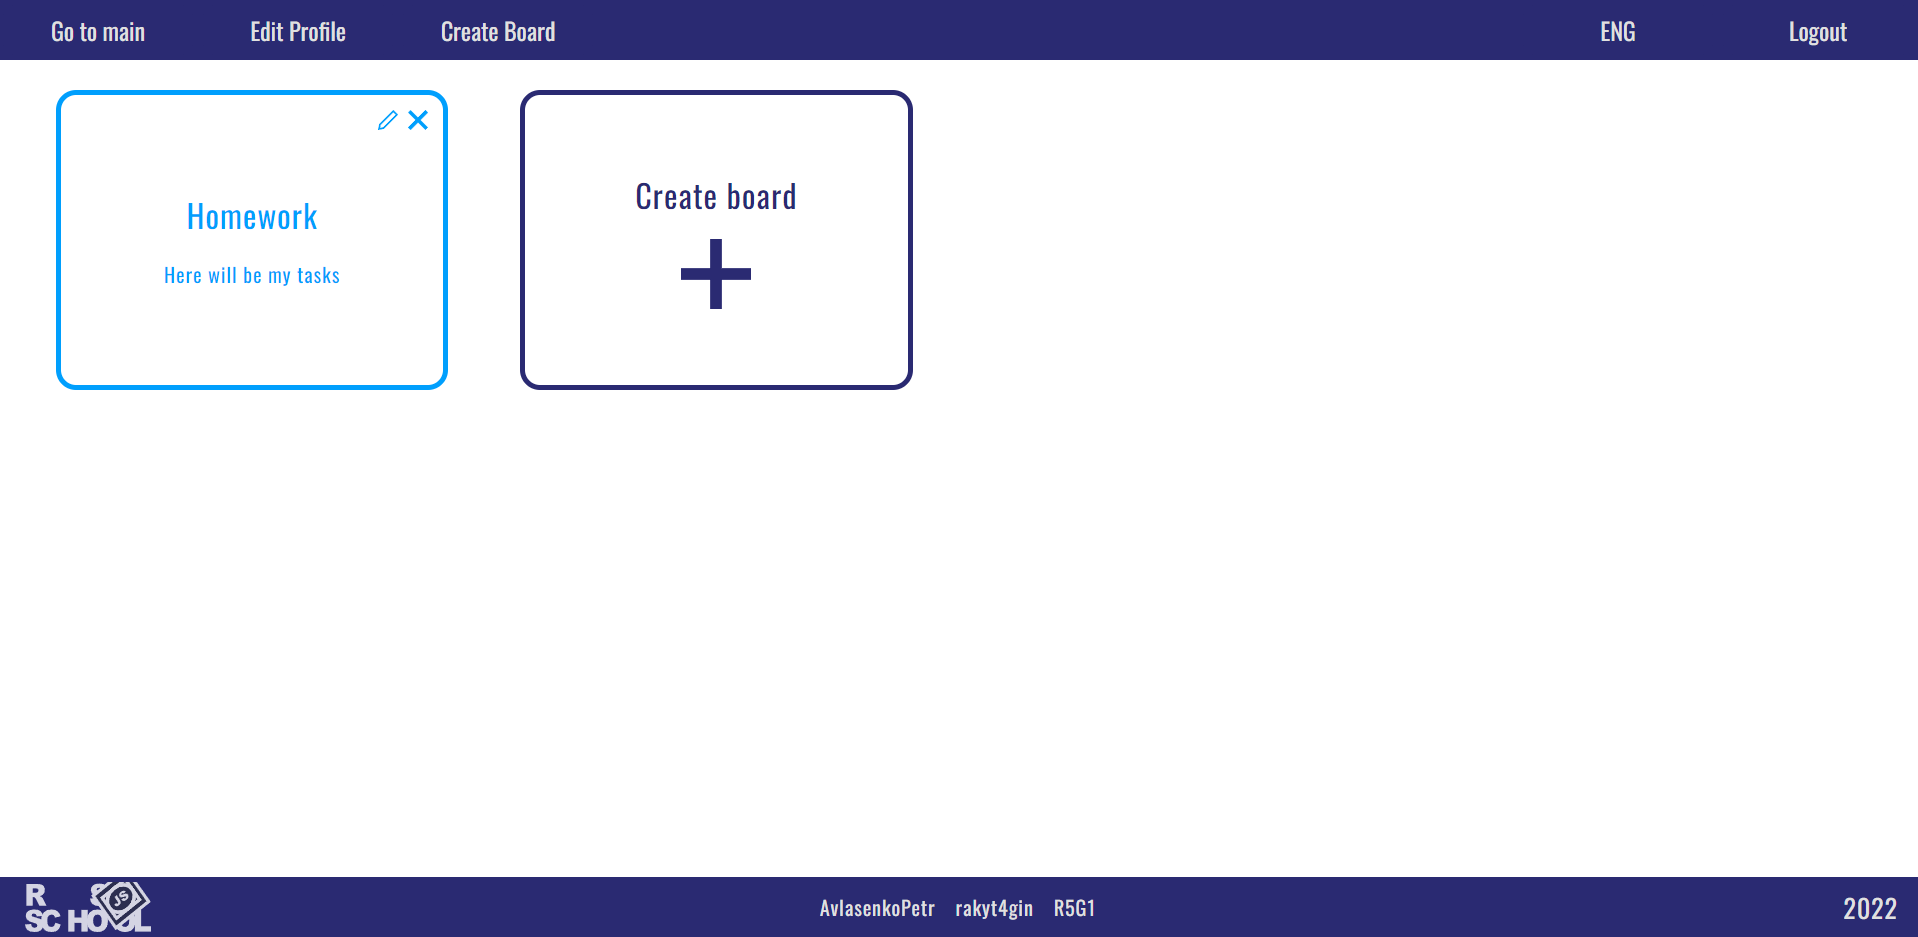 Go to main Edit Profile Create Board ENG Logout
Homework
Here will be my tasks
Create board
R S JS
SCHOOL
AvlasenkoPetr rakyt4gin R5G1
2022